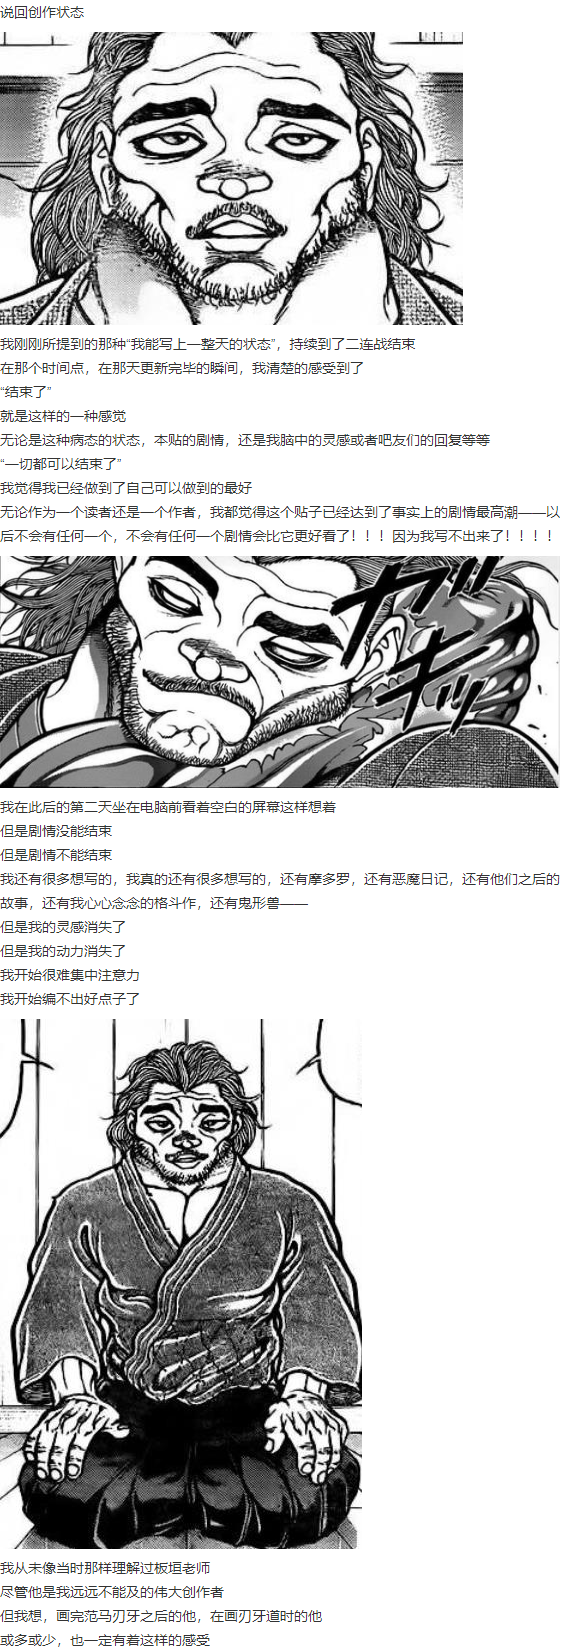 说回创作状态
我刚刚所提到的那种“我能写上一整天的状态”，持续到了二连战结束
在那个时间点，在那天更新完毕的瞬间，我清楚的感受到了
“结束了”
就是这样的一种感觉
无论是这种病态的状态，本贴的剧情，还是我脑中的灵感或者吧友们的回复等等
“一切都可以结束了”
我觉得我已经做到了自己可以做到的最好
无论作为一个读者还是一个作者，我都觉得这个贴子已经达到了事实上的剧情最高潮——以
后不会有任何一个，不会有任何一个剧情会比它更好看了！！！因为我写不出来了！！！！
ガギッ
我在此后的第二天坐在电脑前看着空白的屏幕这样想着
但是剧情没能结束
但是剧情不能结束
我还有很多想写的，我真的还有很多想写的，还有摩多罗，还有恶魔日记，还有他们之后的
故事，还有我心心念念的格斗作，还有鬼形兽——
但是我的灵感消失了
但是我的动力消失了
我开始很难集中注意力
我开始编不出好点子了
我从未像当时那样理解过板垣老师
尽管他是我远远不能及的伟大创作者
但我想，画完范马刃牙之后的他，在画刃牙道时的他
或多或少，也一定有着这样的感受